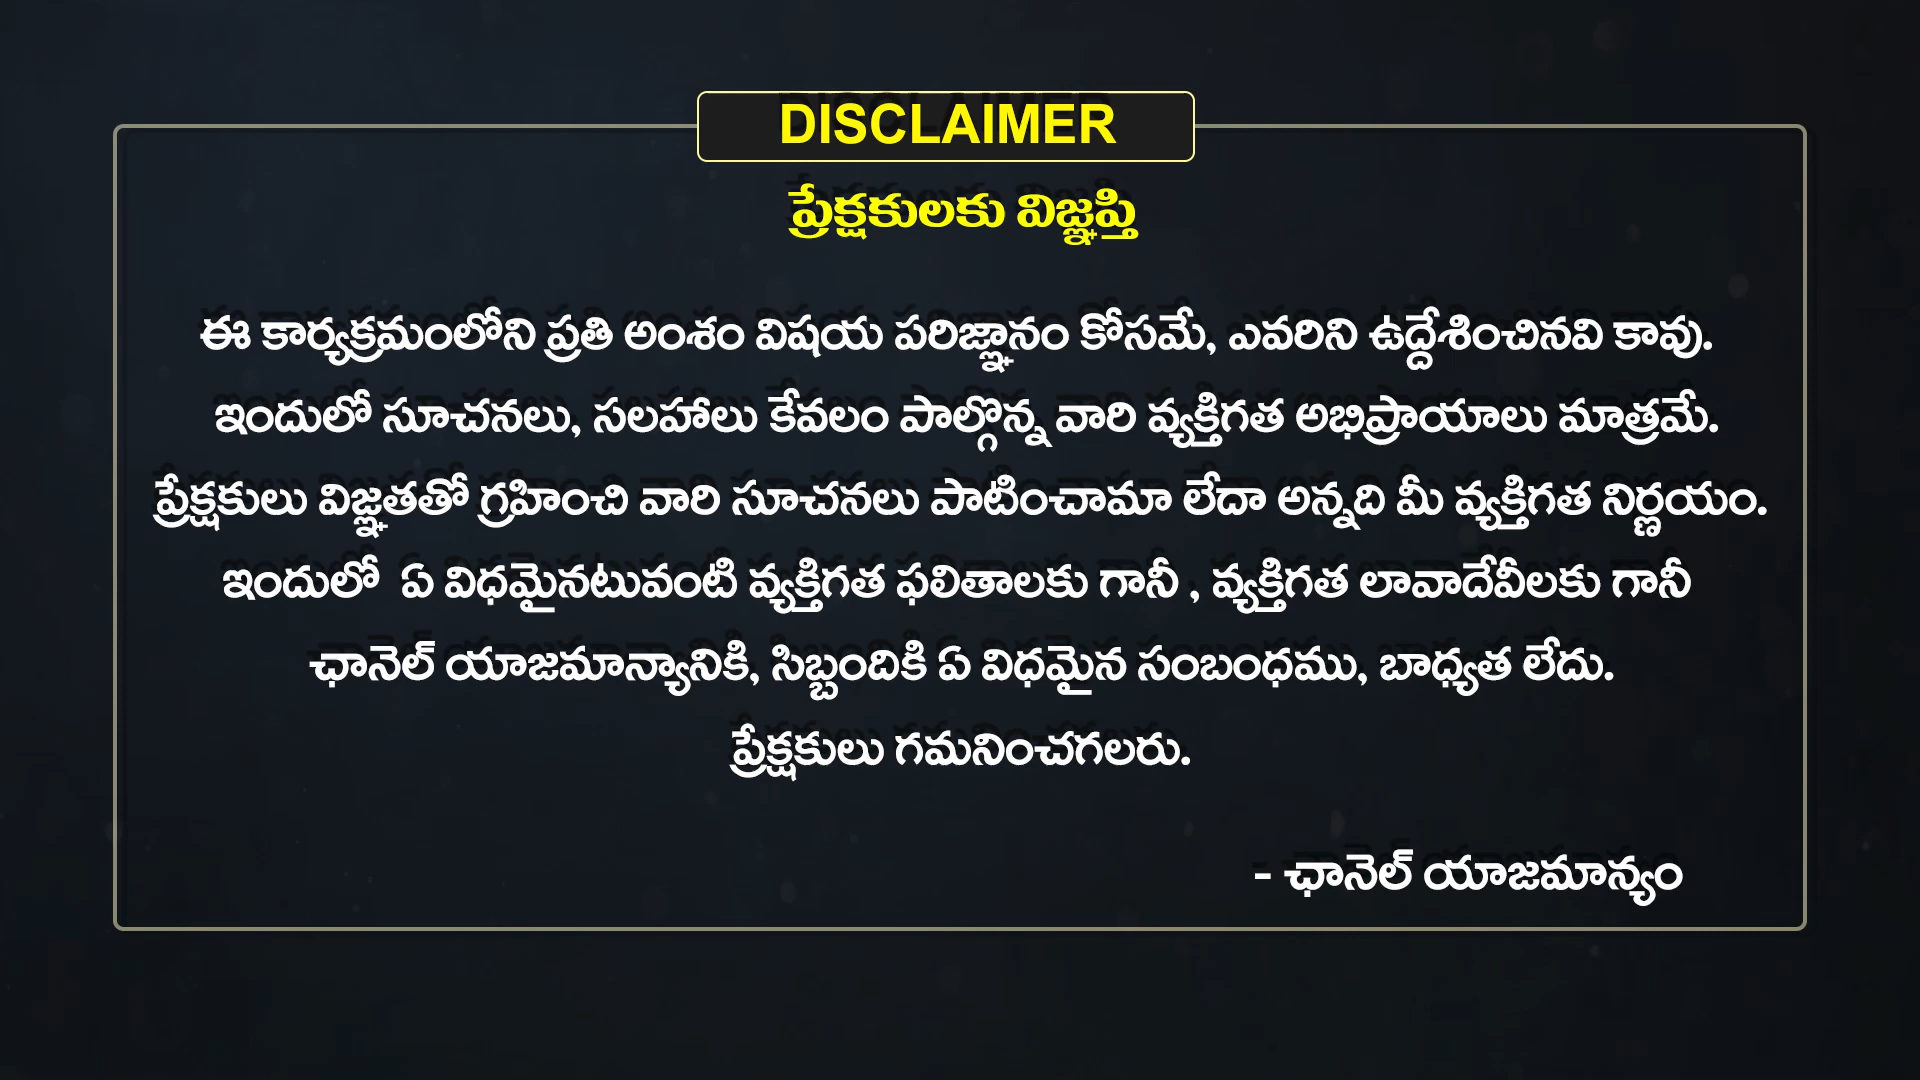 DISCLAIMER
ప్రేక్షకులకు విజ్ఞప్తి
ఈ కార్యక్రమంలోని ప్రతి అంశం విషయ పరిజ్ఞానం కోసమే, ఎవరిని ఉద్దేశించినవి కావు.
ఇందులో సూచనలు, సలహాలు కేవలం పాల్గొన్న వారి వ్యక్తిగత అభిప్రాయాలు మాత్రమే.
ప్రేక్షకులు విజ్ఞతతో గ్రహించి వారి సూచనలు పాటించామా లేదా అన్నది మీ వ్యక్తిగత నిర్ణయం.
ఇందులో ఏ విధమైనటువంటి వ్యక్తిగత ఫలితాలకు గానీ , వ్యక్తిగత లావాదేవీలకు గానీ
ఛానెల్ యాజమాన్యానికి, సిబ్బందికి ఏ విధమైన సంబంధము, బాధ్యత లేదు.
ప్రేక్షకులు గమనించగలరు.
- ఛానెల్ యాజమాన్యం